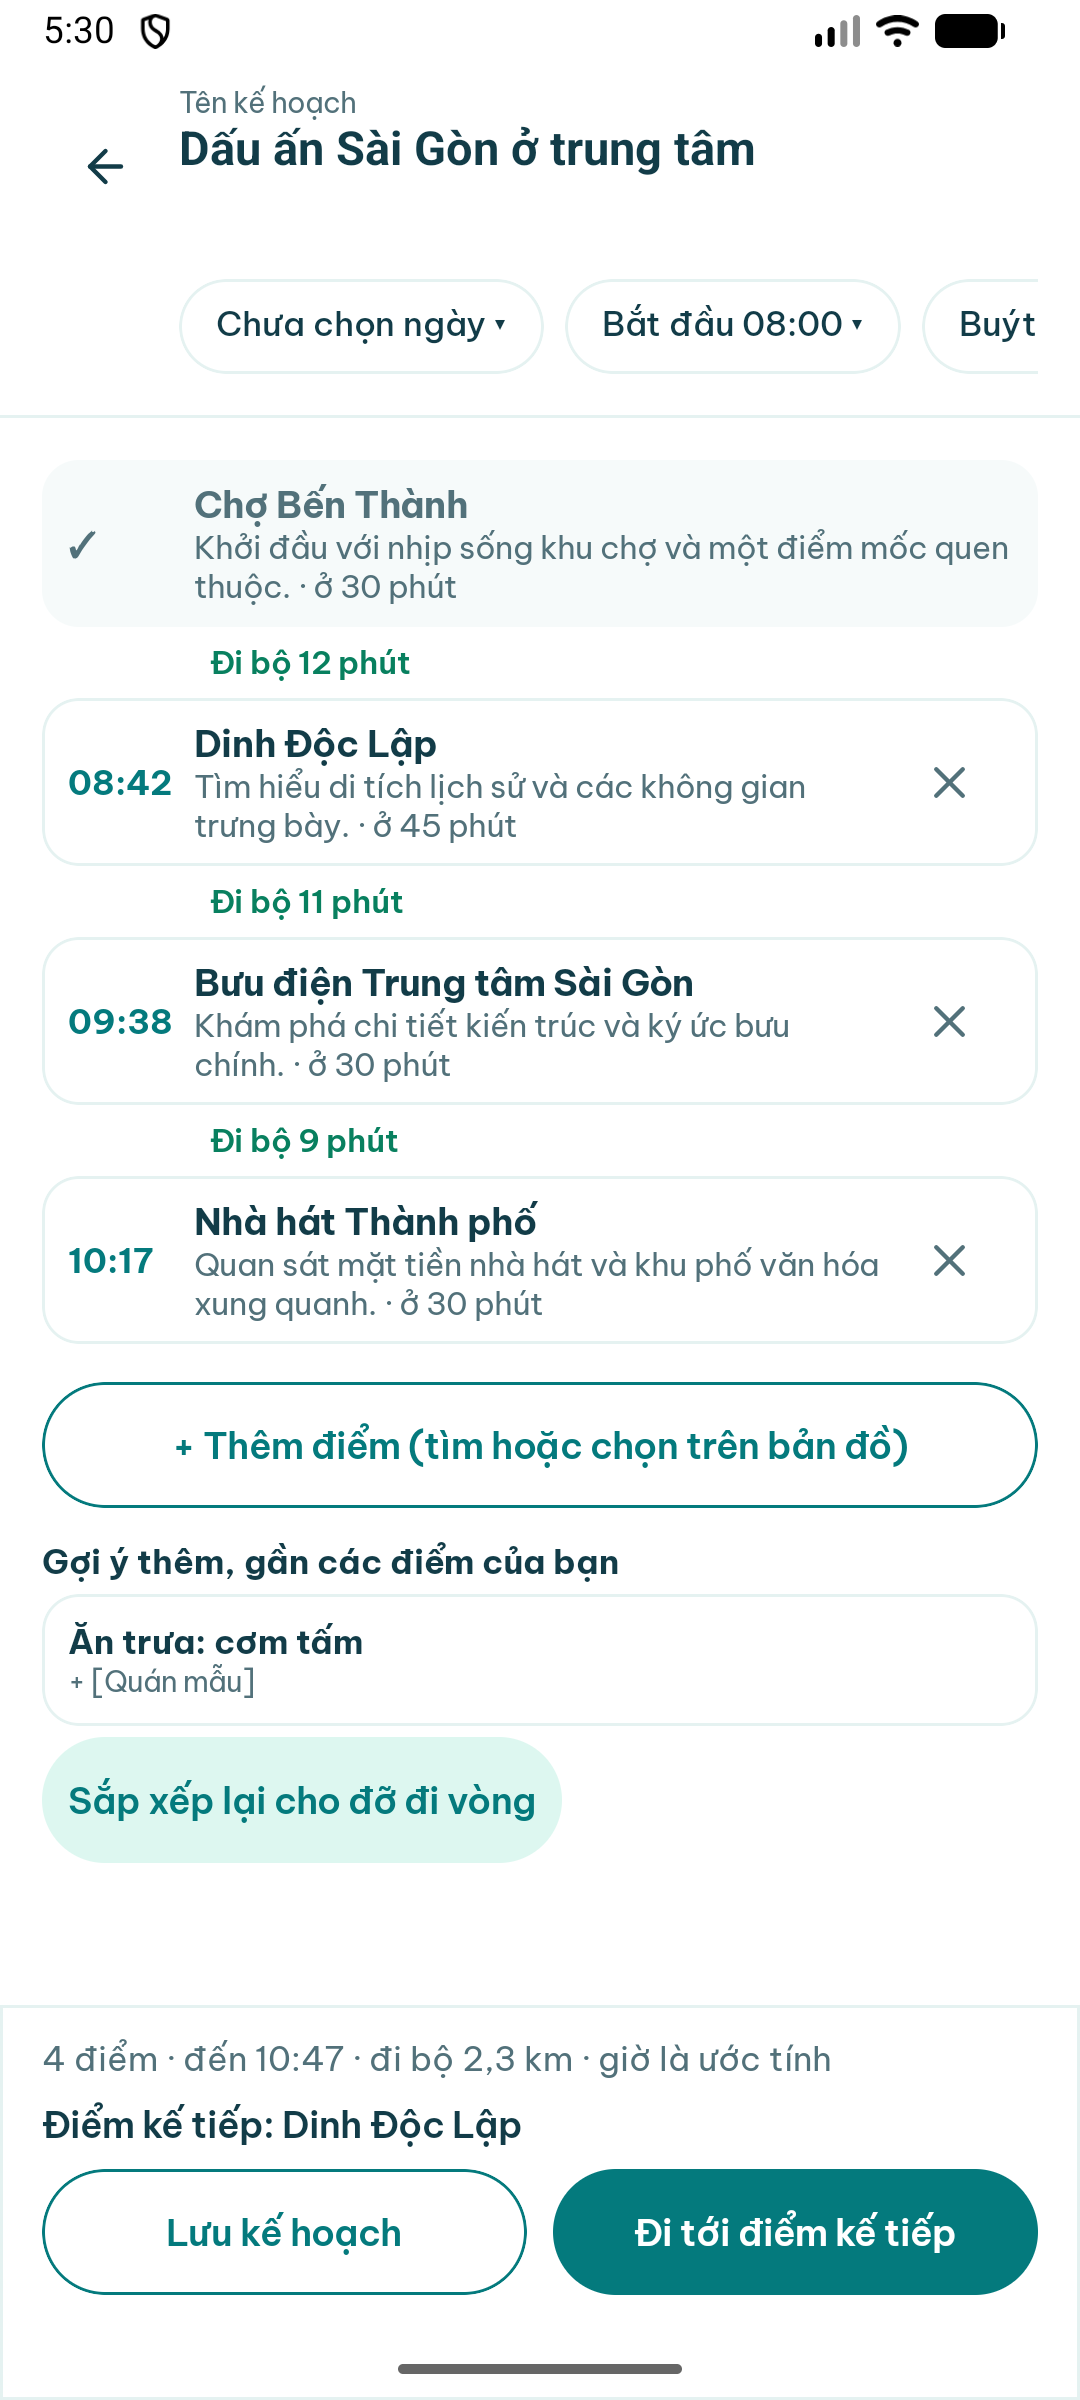 5:30
Tên kế hoạch
Dấu ấn Sài Gòn ở trung tâm
Chưa chọn ngày ▾
Bắt đầu 08:00 ▾
Buýt
✓
Chợ Bến Thành
Khởi đầu với nhịp sống khu chợ và một điểm mốc quen
thuộc. · ở 30 phút
Đi bộ 12 phút
08:42
Dinh Độc Lập
Tìm hiểu di tích lịch sử và các không gian
trưng bày. · ở 45 phút
Đi bộ 11 phút
09:38
Bưu điện Trung tâm Sài Gòn
Khám phá chi tiết kiến trúc và ký ức bưu
chính. · ở 30 phút
Đi bộ 9 phút
10:17
Nhà hát Thành phố
Quan sát mặt tiền nhà hát và khu phố văn hóa
xung quanh. · ở 30 phút
+ Thêm điểm (tìm hoặc chọn trên bản đồ)
Gợi ý thêm, gần các điểm của bạn
Ăn trưa: cơm tấm
+ [Quán mẫu]
Sắp xếp lại cho đỡ đi vòng
4 điểm · đến 10:47 · đi bộ 2,3 km · giờ là ước tính
Điểm kế tiếp: Dinh Độc Lập
Lưu kế hoạch
Đi tới điểm kế tiếp